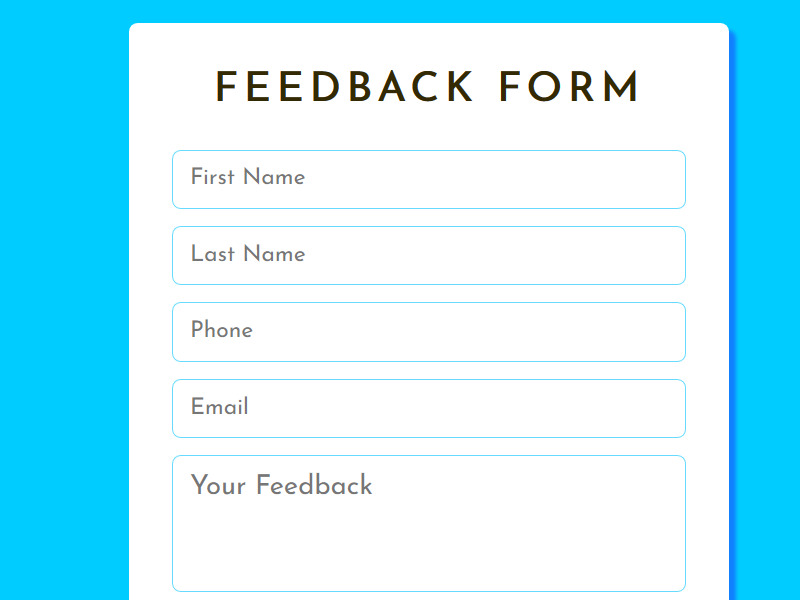 FEEDBACK FORM
First Name
Last Name
Phone
Email
Your Feedback